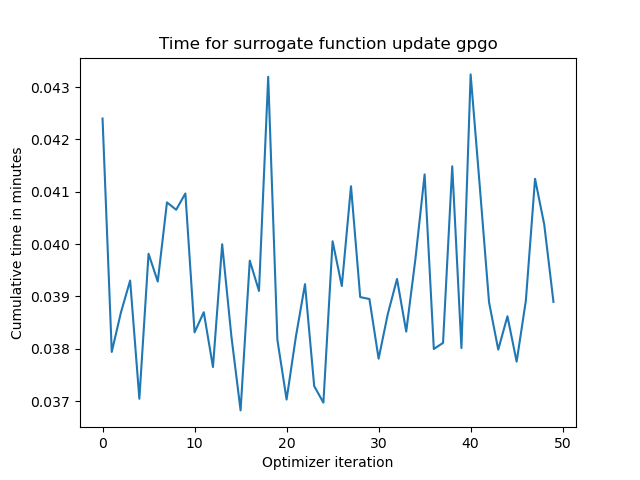 Time for surrogate function update gpgo
Cumulative time in minutes
0.043
0.042
0.041
0.040
0.039
0.038
0.037
0 10 20 30 40 50
Optimizer iteration